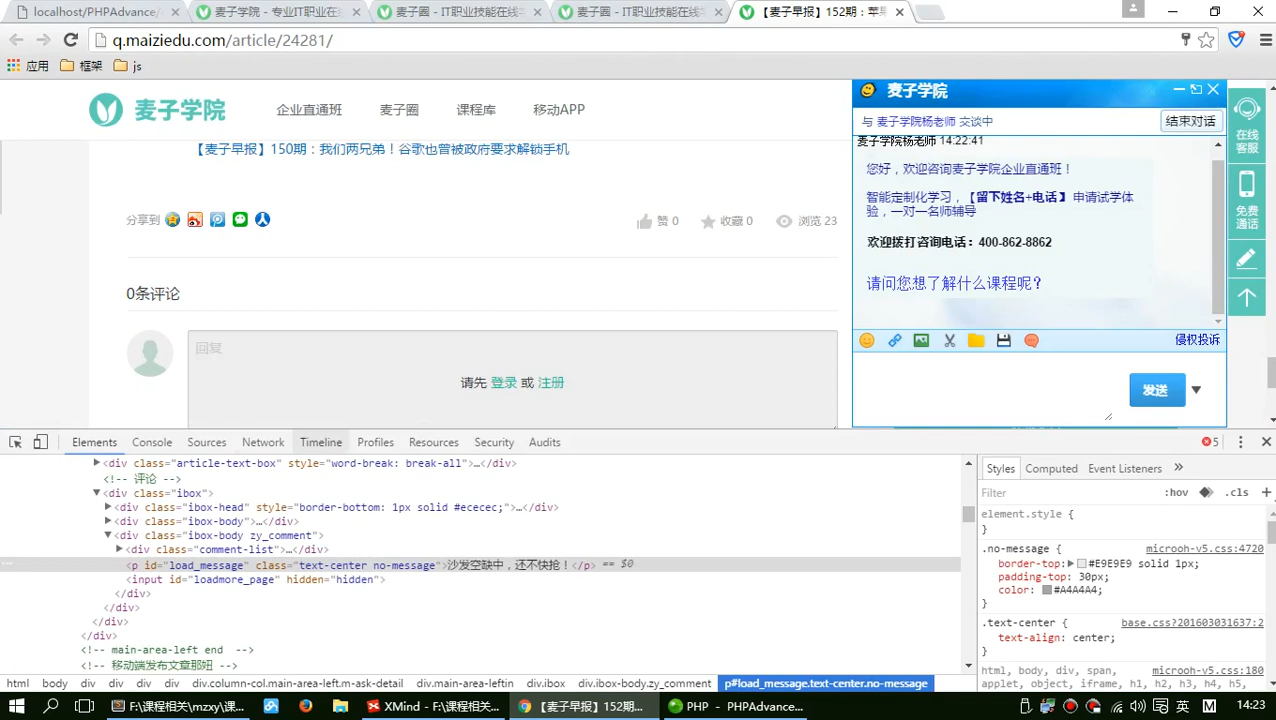 localhost/PHPAdvance/
麦子学院 - 专业IT职业在
麦子圈 - IT职业技能在线
麦子圈 - IT职业技能在线
【麦子早报】152期：苹
q.maiziedu.com/article/24281/
应用 框架 js
麦子学院
企业直通班 麦子圈 课程库 移动APP
麦子学院
与 麦子学院杨老师 交谈中
结束对话
麦子学院杨老师 14:22:41
【麦子早报】150期：我们两兄弟！谷歌也曾被政府要求解锁手机
您好，欢迎咨询麦子学院企业直通班！
智能定制化学习，【留下姓名+电话】申请试学体
验，一对一名师辅导
欢迎拨打咨询电话：400-862-8862
请问您想了解什么课程呢?
在线
客服
免费
通话
分享到
赞 0 收藏 0 浏览 23
0条评论
侵权投诉
回复
请先 登录 或 注册
发送
Elements Console Sources Network Timeline Profiles Resources Security Audits
5
<div class="article-text-box" style="word-break: break-all">…</div>
<!-- 评论 -->
<div class="ibox">
<div class="ibox-head" style="border-bottom: 1px solid #ececec;">…</div>
<div class="ibox-body">…</div>
<div class="ibox-body zy_comment">
<div class="comment-list">…</div>
<p id="load_message" class="text-center no-message">沙发空缺中，还不快抢！</p> == $0
<input id="loadmore_page" hidden="hidden">
</div>
</div>
</div>
</div>
<!-- main-area-left end -->
<!-- 移动端发布文章那妞 -->
html body div div div div.column-col.main-area-left.m-ask-detail div.main-area-leftin div.ibox div.ibox-body.zy_comment p#load_message.text-center.no-message
Styles Computed Event Listeners »
Filter :hov .cls +
element.style {
}
.no-message { microoh-v5.css:4720
border-top: #E9E9E9 solid 1px;
padding-top: 30px;
color: #A4A4A4;
}
.text-center { base.css?201603031637:2
text-align: center;
}
html, body, div, span, microoh-v5.css:180
applet, object, iframe, h1, h2, h3, h4, h5,
F:\课程相关\mzxy\课...
XMind - F:\课程相关...
【麦子早报】152期...
PHP - PHPAdvance...
英
M
14:23